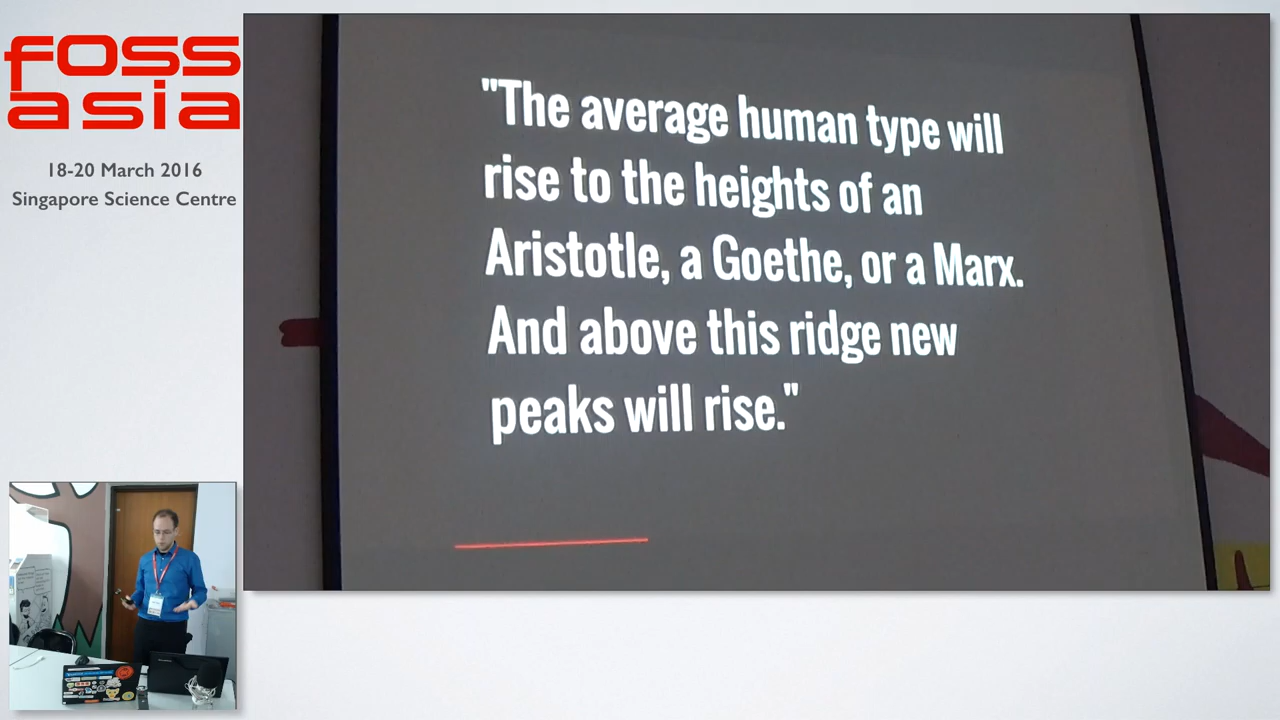 foss
asia
18-20 March 2016
Singapore Science Centre
"The average human type will
rise to the heights of an
Aristotle, a Goethe, or a Marx.
And above this ridge new
peaks will rise."